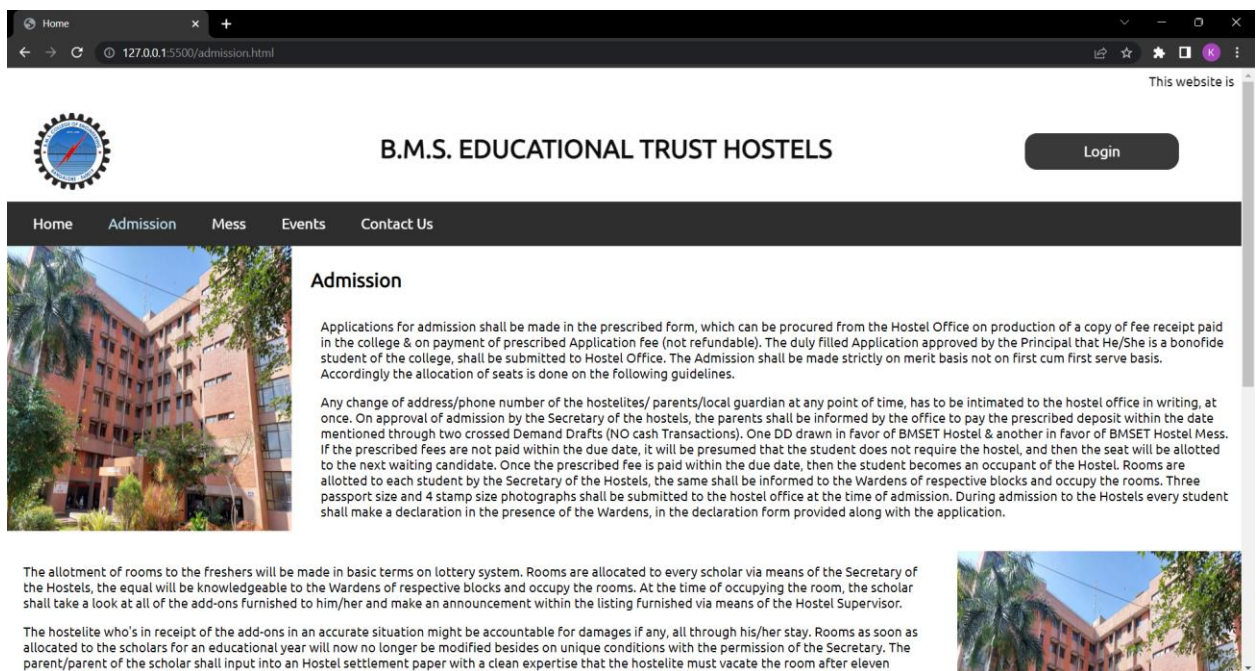 Home
127.0.0.1:5500/admission.html
K
This website is
B.M.S. COLLEGE OF ENGINEERING
B.M.S. EDUCATIONAL TRUST HOSTELS
Login
Home Admission Mess Events Contact Us
Admission
Applications for admission shall be made in the prescribed form, which can be procured from the Hostel Office on production of a copy of fee receipt paid
in the college & on payment of prescribed Application fee (not refundable). The duly filled Application approved by the Principal that He/She is a bonofide
student of the college, shall be submitted to Hostel Office. The Admission shall be made strictly on merit basis not on first cum first serve basis.
Accordingly the allocation of seats is done on the following guidelines.
Any change of address/phone number of the hostelites/ parents/local guardian at any point of time, has to be intimated to the hostel office in writing, at
once. On approval of admission by the Secretary of the hostels, the parents shall be informed by the office to pay the prescribed deposit within the date
mentioned through two crossed Demand Drafts (NO cash Transactions). One DD drawn in favor of BMSET Hostel & another in favor of BMSET Hostel Mess.
If the prescribed fees are not paid within the due date, it will be presumed that the student does not require the hostel, and then the seat will be allotted
to the next waiting candidate. Once the prescribed fee is paid within the due date, then the student becomes an occupant of the Hostel. Rooms are
allotted to each student by the Secretary of the Hostels, the same shall be informed to the Wardens of respective blocks and occupy the rooms. Three
passport size and 4 stamp size photographs shall be submitted to the hostel office at the time of admission. During admission to the Hostels every student
shall make a declaration in the presence of the Wardens, in the declaration form provided along with the application.
The allotment of rooms to the freshers will be made in basic terms on lottery system. Rooms are allocated to every scholar via means of the Secretary of
the Hostels, the equal will be knowledgeable to the Wardens of respective blocks and occupy the rooms. At the time of occupying the room, the scholar
shall take a look at all of the add-ons furnished to him/her and make an announcement within the listing furnished via means of the Hostel Supervisor.
The hostelite who's in receipt of the add-ons in an accurate situation might be accountable for damages if any, all through his/her stay. Rooms as soon as
allocated to the scholars for an educational year will now no longer be modified besides on unique conditions with the permission of the Secretary. The
parent/parent of the scholar shall input into an Hostel settlement paper with a clean expertise that the hostelite must vacate the room after eleven